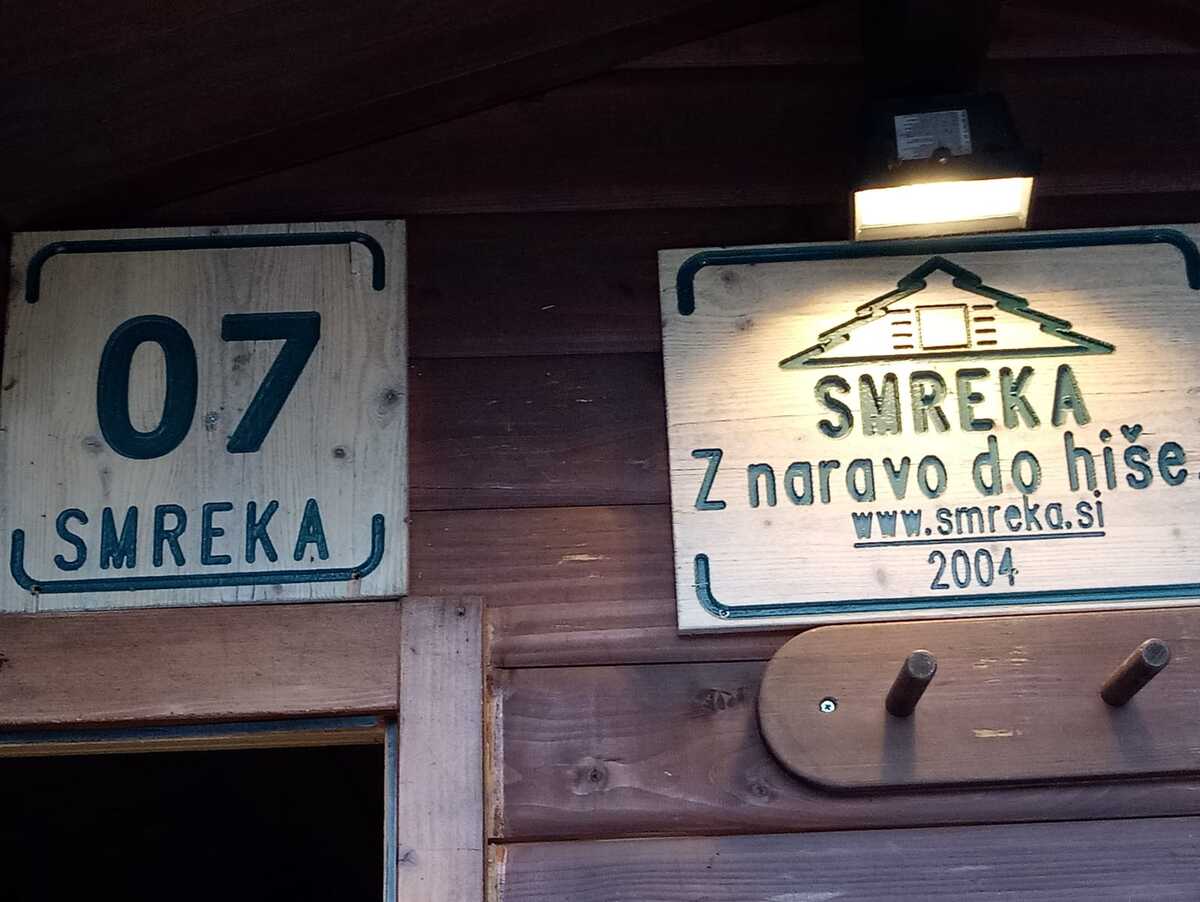 07
SMREKA
SMREKA
Z naravo do hiše
www.smreka.si
2004